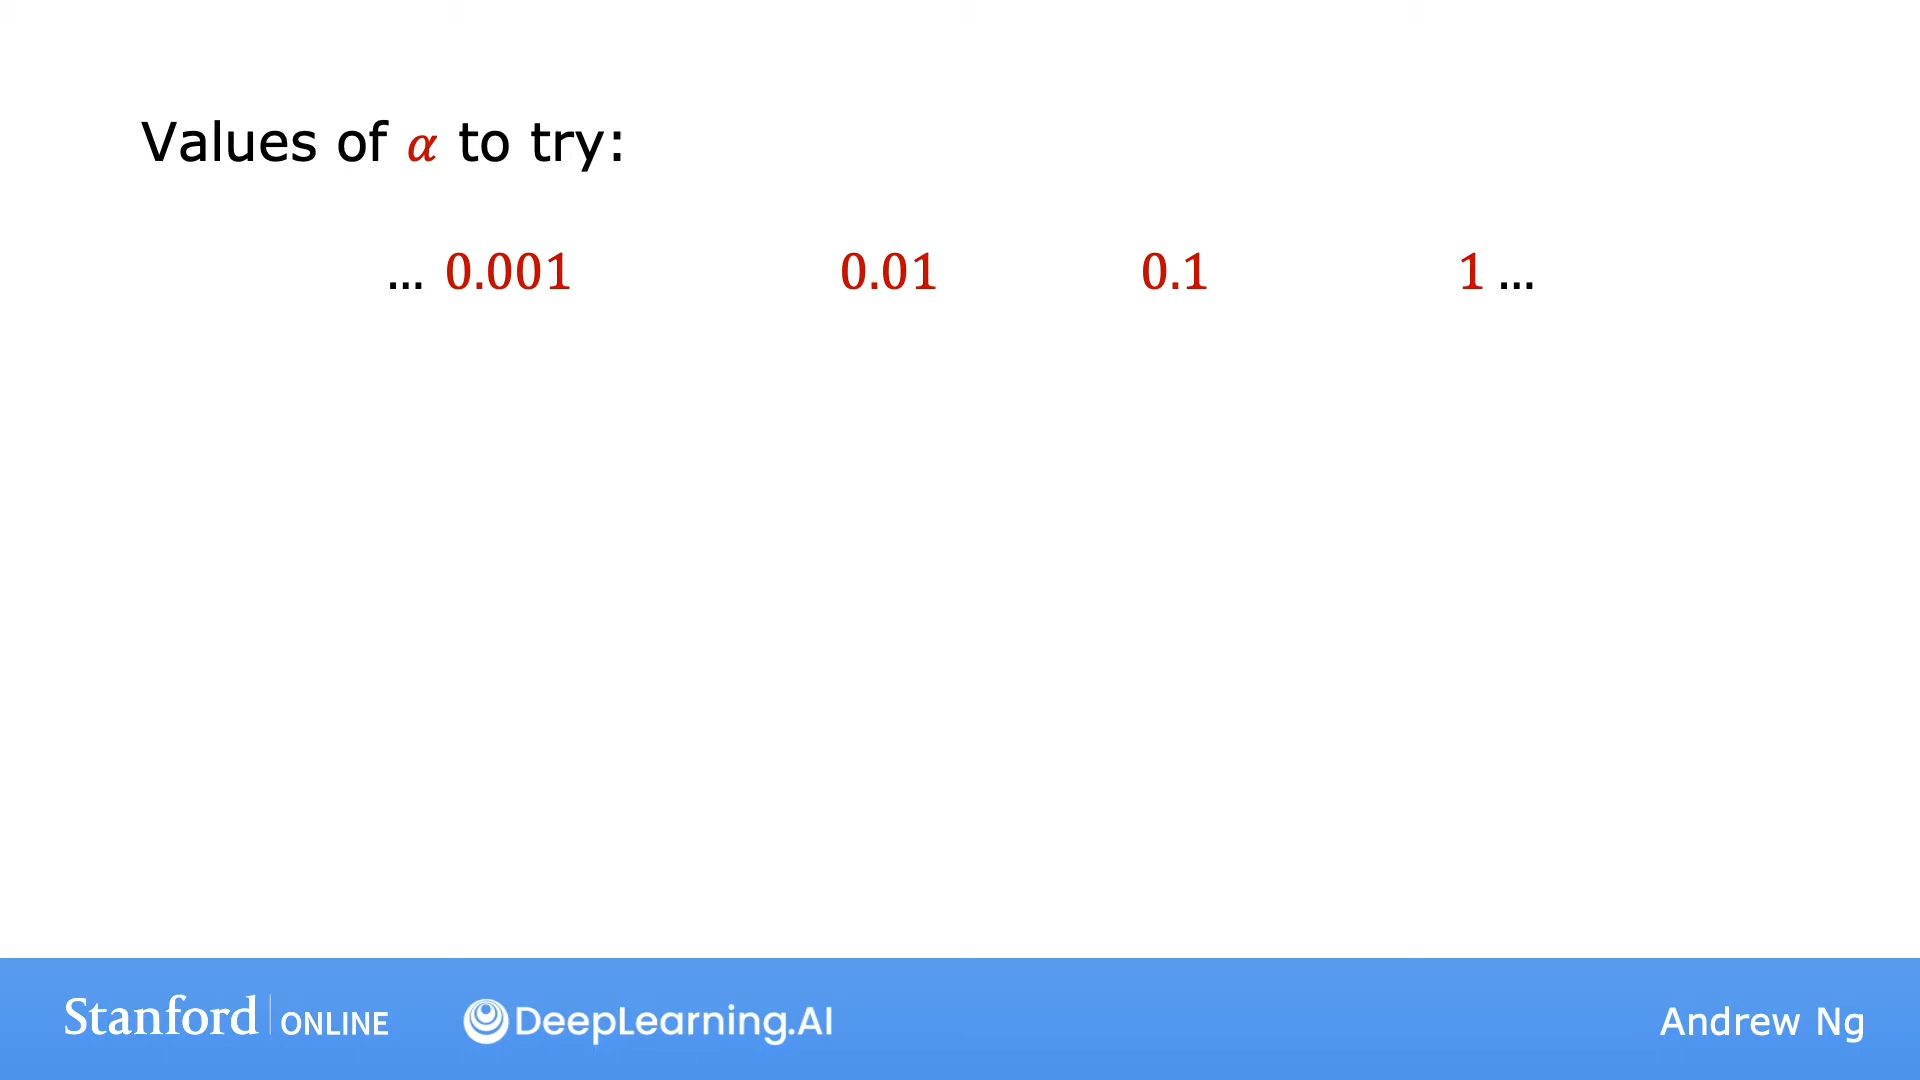 Values of α to try:
... 0.001 0.01 0.1 1 ...
Stanford ONLINE DeepLearning.AI Andrew Ng